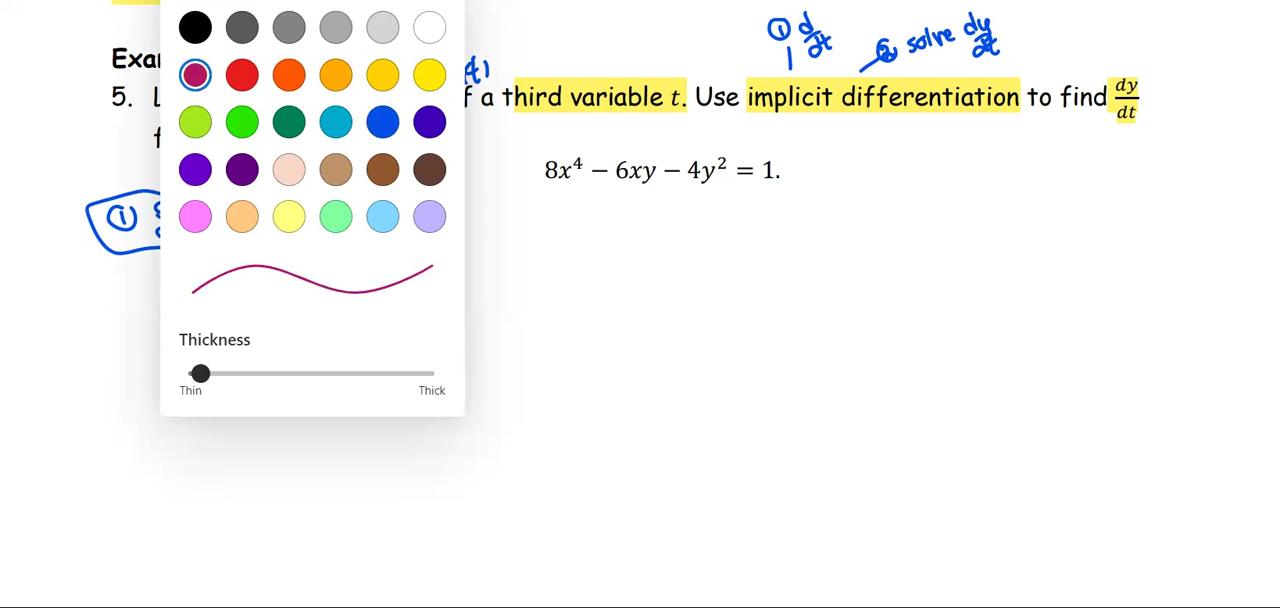 ① d/dt
② solve dy/dt
Exa
(t)
5. L f a third variable t. Use implicit differentiation to find dy/dt
f
8x⁴ − 6xy − 4y² = 1.
①
Thickness
Thin Thick